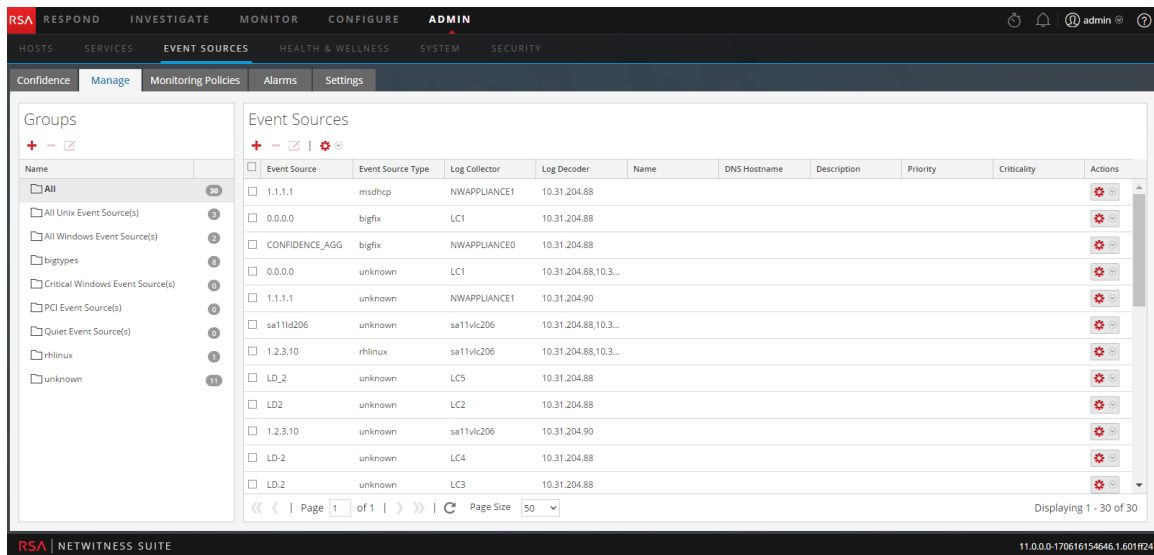 RSA RESPOND INVESTIGATE MONITOR CONFIGURE ADMIN admin
HOSTS SERVICES EVENT SOURCES HEALTH & WELLNESS SYSTEM SECURITY
Confidence Manage Monitoring Policies Alarms Settings
Groups
Name
All 30
All Unix Event Source(s) 3
All Windows Event Source(s) 2
bigtypes 8
Critical Windows Event Source(s) 0
PCI Event Source(s) 0
Quiet Event Source(s) 0
rhlinux 1
unknown 11
Event Sources
Event Source Event Source Type Log Collector Log Decoder Name DNS Hostname Description Priority Criticality Actions
1.1.1.1 msdhcp NWAPPLIANCE1 10.31.204.88
0.0.0.0 bigfix LC1 10.31.204.88
CONFIDENCE_AGG bigfix NWAPPLIANCE0 10.31.204.88
0.0.0.0 unknown LC1 10.31.204.88,10.3...
1.1.1.1 unknown NWAPPLIANCE1 10.31.204.90
sa11ld206 unknown sa11vlc206 10.31.204.88,10.3...
1.2.3.10 rhlinux sa11vlc206 10.31.204.88,10.3...
LD_2 unknown LC5 10.31.204.88
LD2 unknown LC2 10.31.204.88
1.2.3.10 unknown sa11vlc206 10.31.204.90
LD-2 unknown LC4 10.31.204.88
LD.2 unknown LC3 10.31.204.88
Page 1 of 1 Page Size 50 Displaying 1 - 30 of 30
RSA NETWITNESS SUITE 11.0.0.0-170616154646.1.601ff24